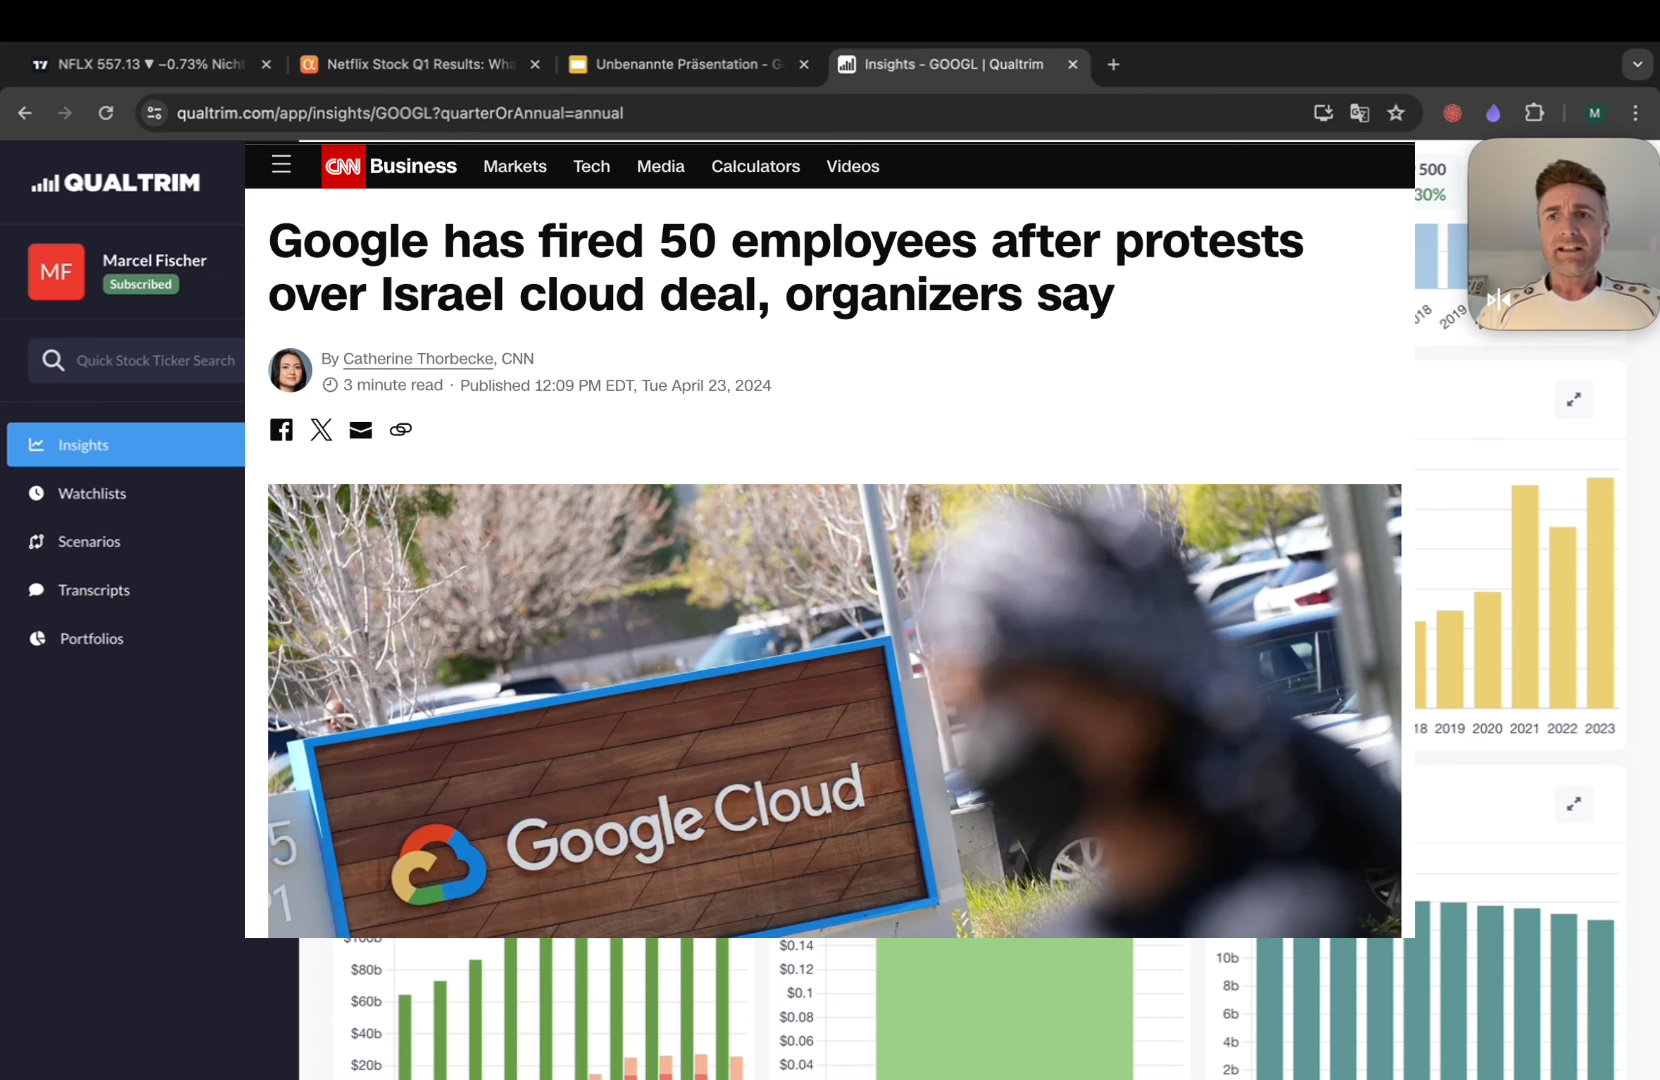 NFLX 557.13 ▼ −0.73% Nicht
Netflix Stock Q1 Results: Wha
Unbenannte Präsentation - G
Insights - GOOGL | Qualtrim
qualtrim.com/app/insights/GOOGL?quarterOrAnnual=annual
M
QUALTRIM
MF
Marcel Fischer
Subscribed
Quick Stock Ticker Search
Insights
Watchlists
Scenarios
Transcripts
Portfolios
CNN Business Markets Tech Media Calculators Videos
Google has fired 50 employees after protests
over Israel cloud deal, organizers say
By Catherine Thorbecke, CNN
3 minute read · Published 12:09 PM EDT, Tue April 23, 2024
Google Cloud
5
1
500
30%
2019
18 2019 2020 2021 2022 2023
$80b
$60b
$40b
$20b
$0.14
$0.12
$0.1
$0.08
$0.06
$0.04
10b
8b
6b
4b
2b